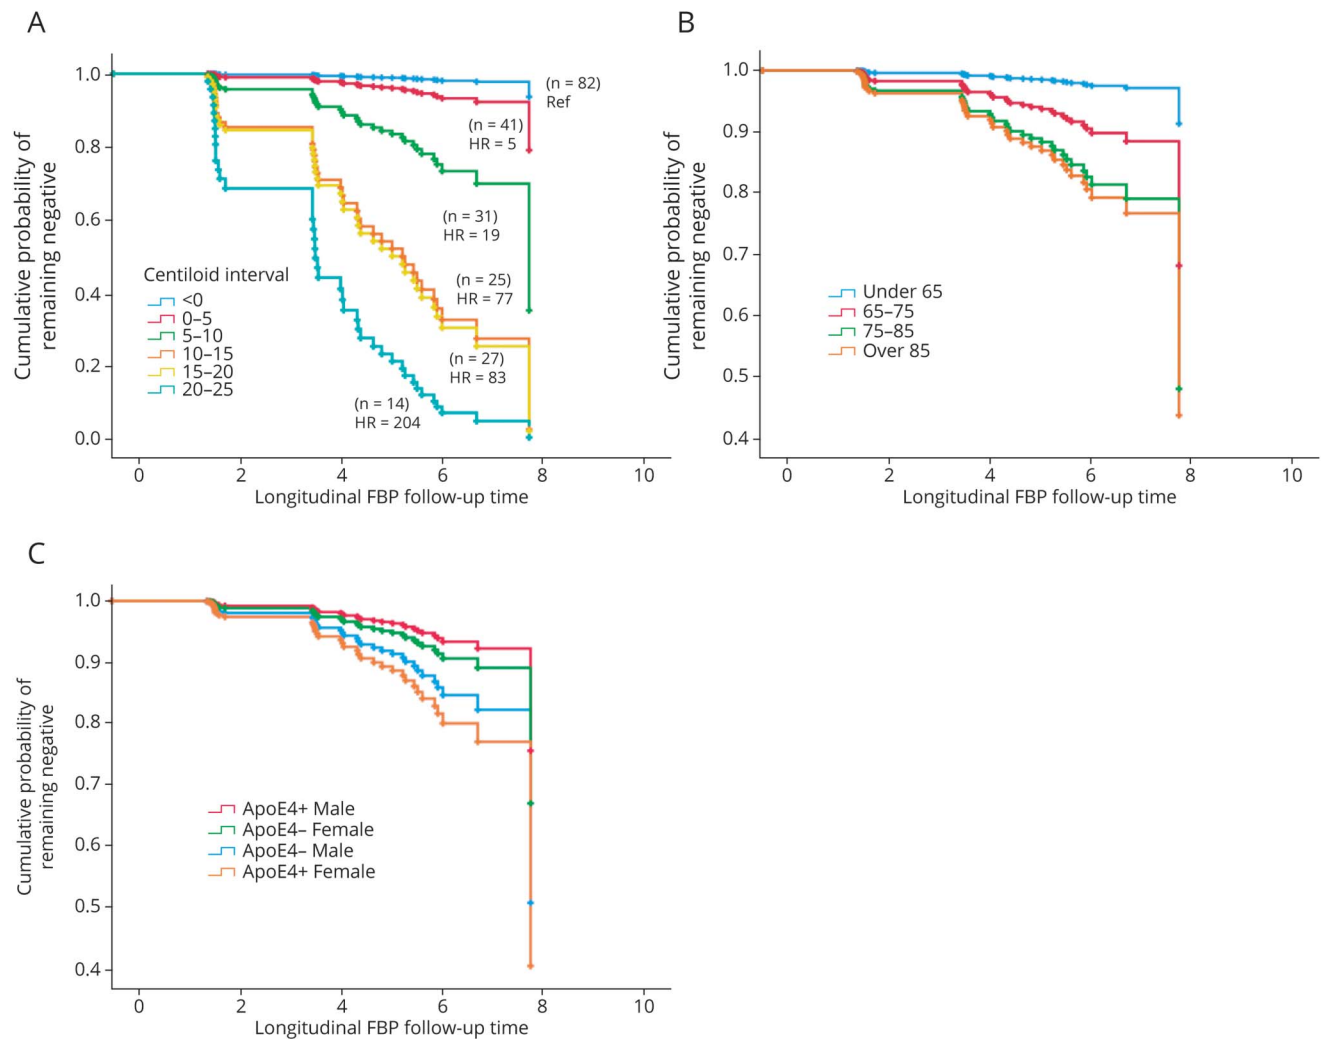 A
Cumulative probability of
remaining negative
1.0
0.8
0.6
0.4
0.2
0.0
(n = 82)
Ref
(n = 41)
HR = 5
(n = 31)
HR = 19
(n = 25)
HR = 77
(n = 27)
HR = 83
(n = 14)
HR = 204
Centiloid interval
<0
0–5
5–10
10–15
15–20
20–25
0 2 4 6 8 10
Longitudinal FBP follow-up time
B
Cumulative probability of
remaining negative
1.0
0.9
0.8
0.7
0.6
0.5
0.4
Under 65
65–75
75–85
Over 85
0 2 4 6 8 10
Longitudinal FBP follow-up time
C
Cumulative probability of
remaining negative
1.0
0.9
0.8
0.7
0.6
0.5
0.4
ApoE4+ Male
ApoE4– Female
ApoE4– Male
ApoE4+ Female
0 2 4 6 8 10
Longitudinal FBP follow-up time